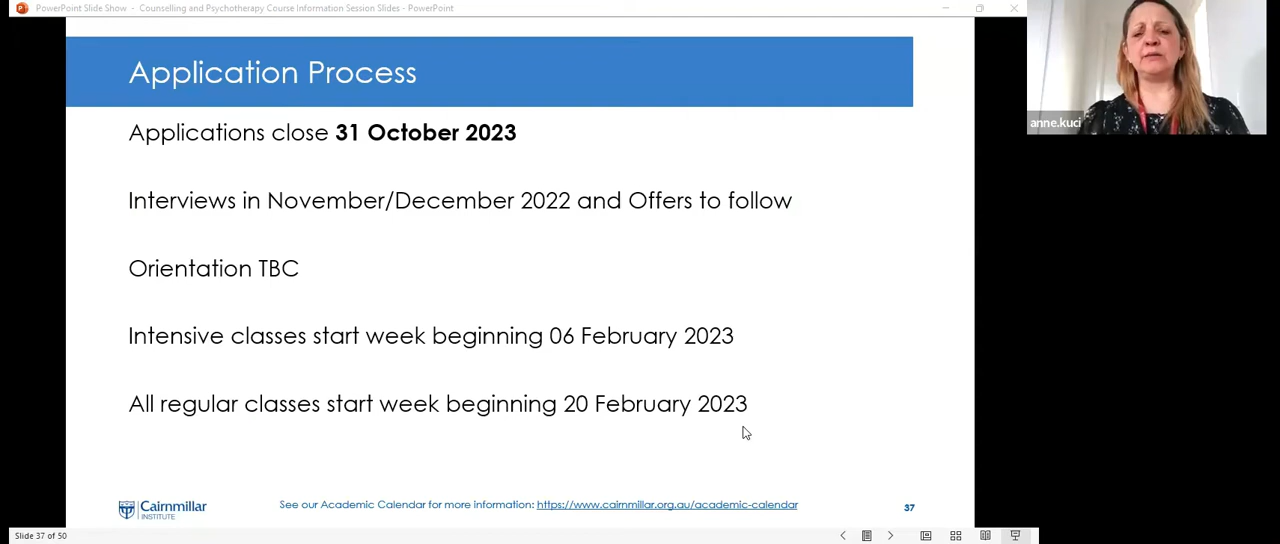 PowerPoint Slide Show - Counselling and Psychotherapy Course Information Session Slides - PowerPoint
Application Process
Applications close 31 October 2023
Interviews in November/December 2022 and Offers to follow
Orientation TBC
Intensive classes start week beginning 06 February 2023
All regular classes start week beginning 20 February 2023
anne.kuci
Cairnmillar
INSTITUTE
See our Academic Calendar for more information: https://www.cairnmillar.org.au/academic-calendar
37
Slide 37 of 50